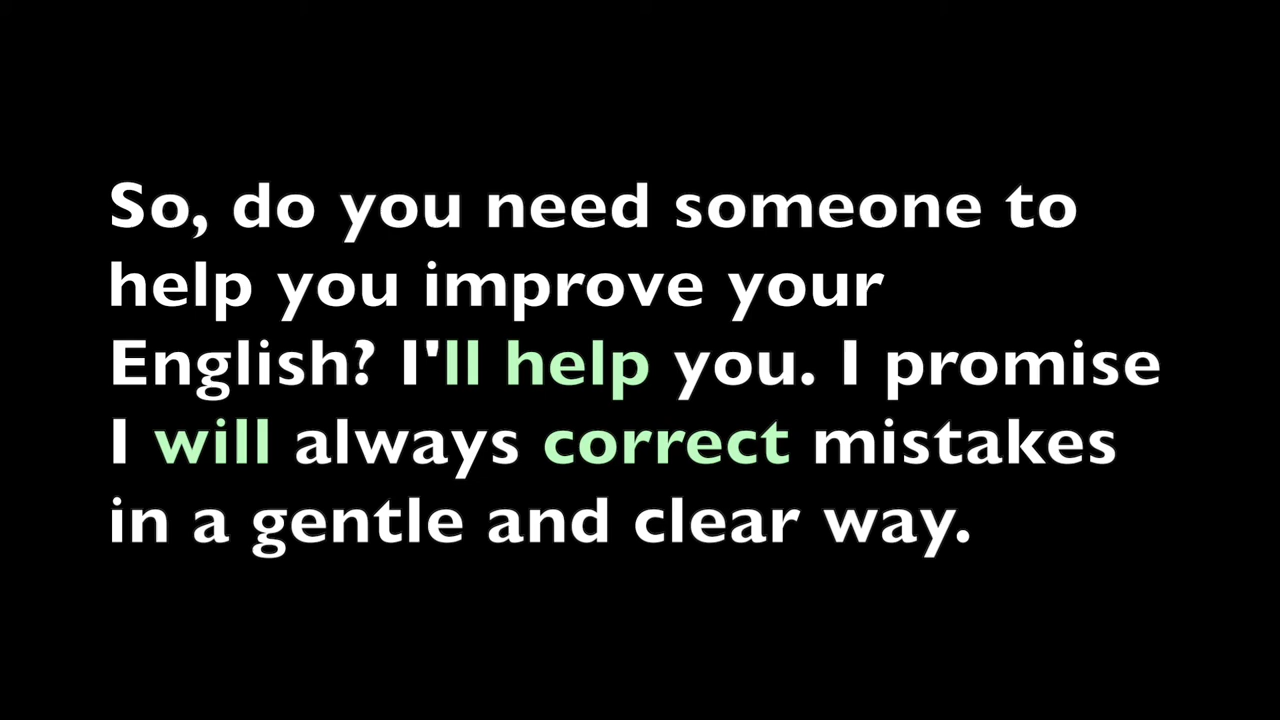 So, do you need someone to
help you improve your
English? I'll help you. I promise
I will always correct mistakes
in a gentle and clear way.